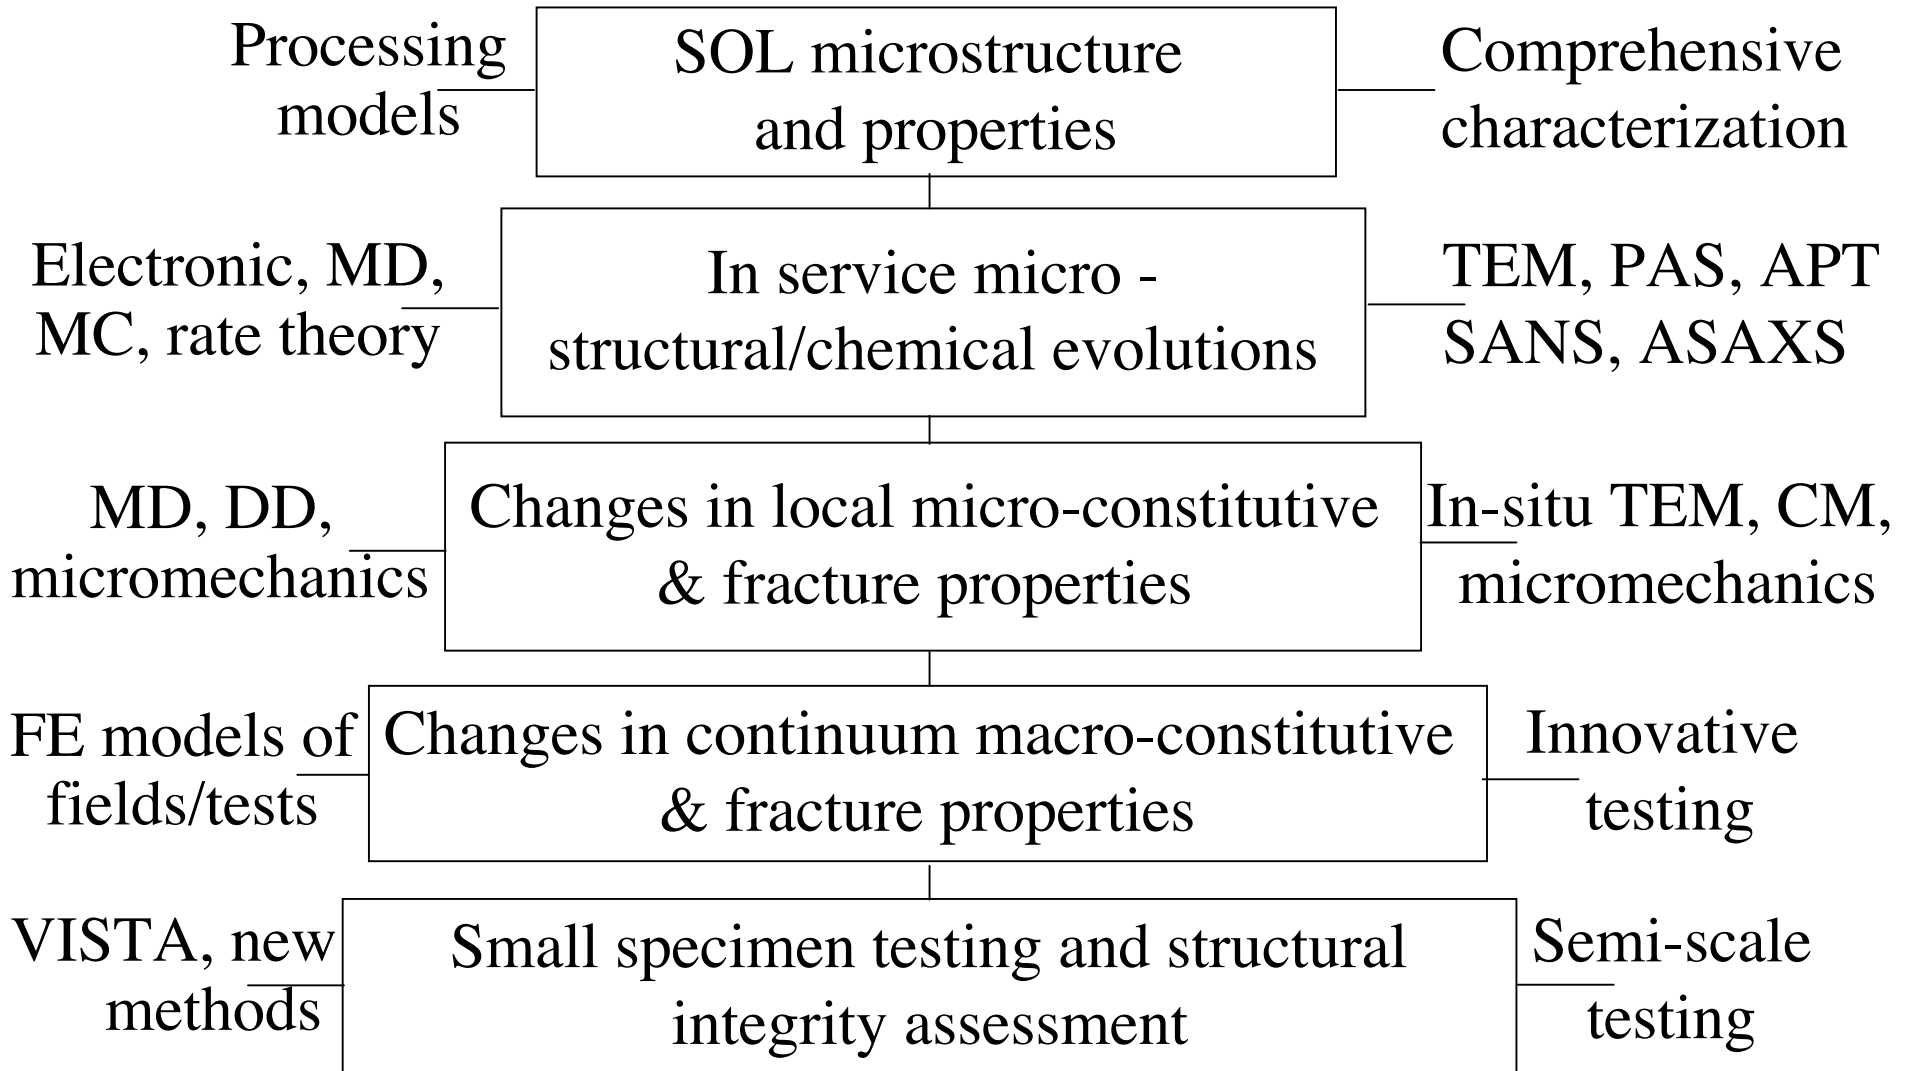 Processing
models
SOL microstructure
and properties
Comprehensive
characterization
Electronic, MD,
MC, rate theory
In service micro -
structural/chemical evolutions
TEM, PAS, APT
SANS, ASAXS
MD, DD,
micromechanics
Changes in local micro-constitutive
& fracture properties
In-situ TEM, CM,
micromechanics
FE models of
fields/tests
Changes in continuum macro-constitutive
& fracture properties
Innovative
testing
VISTA, new
methods
Small specimen testing and structural
integrity assessment
Semi-scale
testing